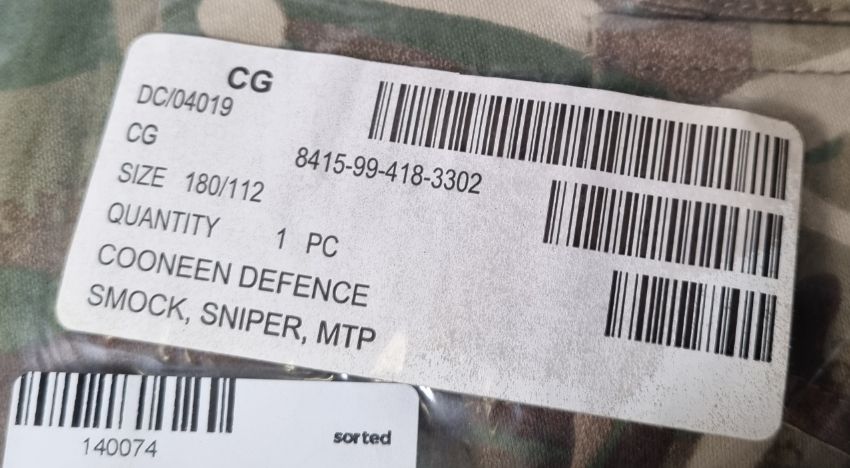 CG
DC/04019
CG
8415-99-418-3302
SIZE 180/112
QUANTITY 1 PC
COONEEN DEFENCE
SMOCK, SNIPER, MTP
140074
sorted